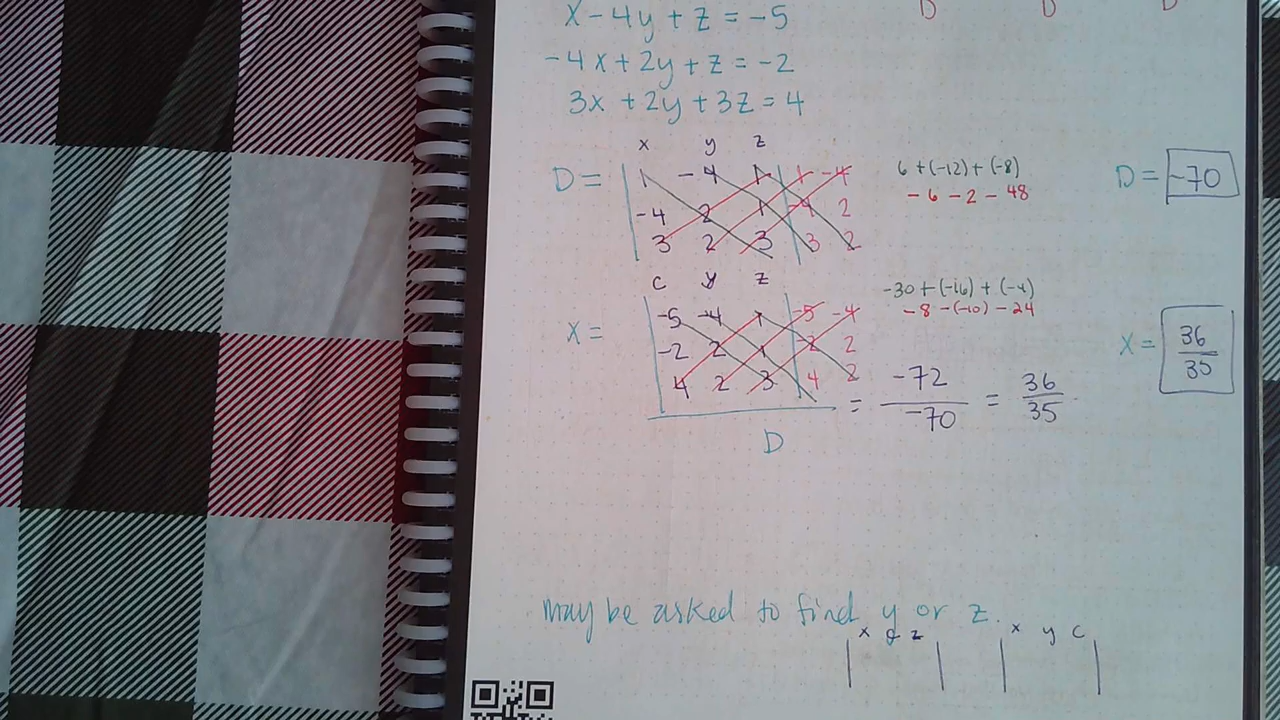 D D D
x - 4y + z = -5
-4x + 2y + z = -2
3x + 2y + 3z = 4
x y z
D = 1 -4 1 1 -4 6 + (-12) + (-8) D = -70
-4 2 1 -4 2 - 6 - 2 - 48
3 2 3 3 2
c y z
-5 -4 1 -5 -4 -30 + (-16) + (-4)
- 8 - (-10) - 24
x = -2 2 1 2 2 x = 36/35
4 2 3 4 2 = -72/-70 = 36/35
D
may be asked to find y or z.
x c z x y c